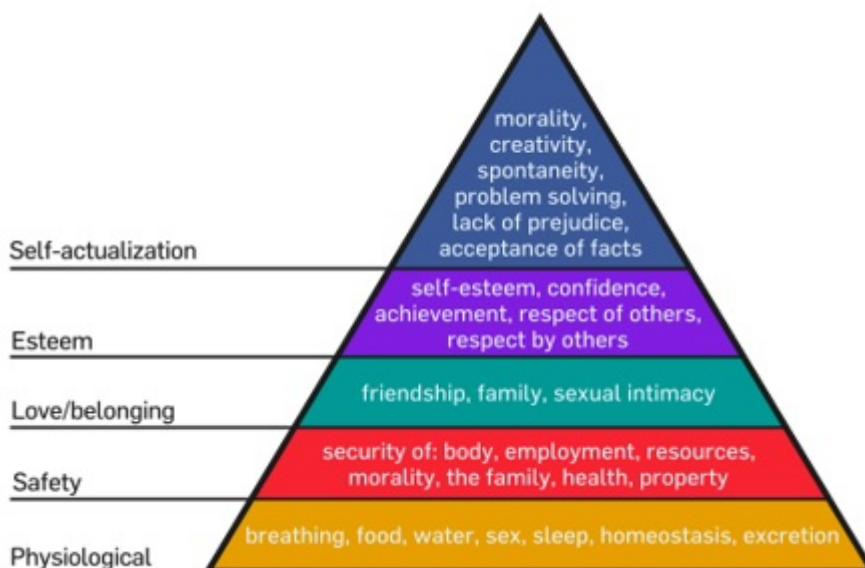 morality,
creativity,
spontaneity,
problem solving,
lack of prejudice,
acceptance of facts
Self-actualization
self-esteem, confidence,
achievement, respect of others,
respect by others
Esteem
friendship, family, sexual intimacy
Love/belonging
security of: body, employment, resources,
morality, the family, health, property
Safety
breathing, food, water, sex, sleep, homeostasis, excretion
Physiological